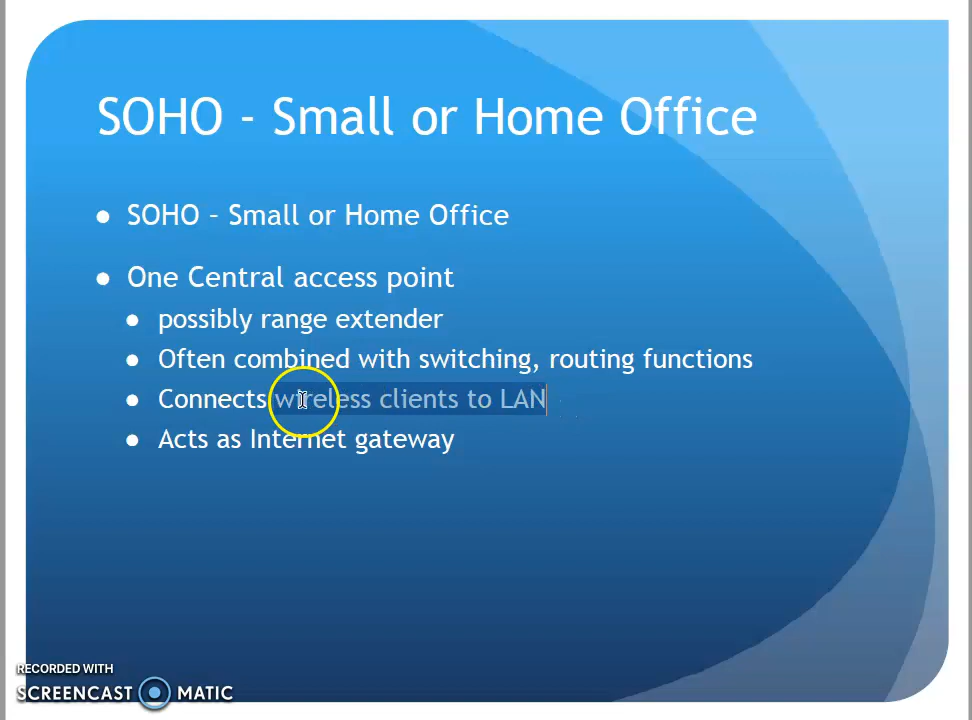 SOHO - Small or Home Office
SOHO – Small or Home Office
One Central access point
possibly range extender
Often combined with switching, routing functions
Connects wireless clients to LAN
Acts as Internet gateway
RECORDED WITH
SCREENCAST MATIC